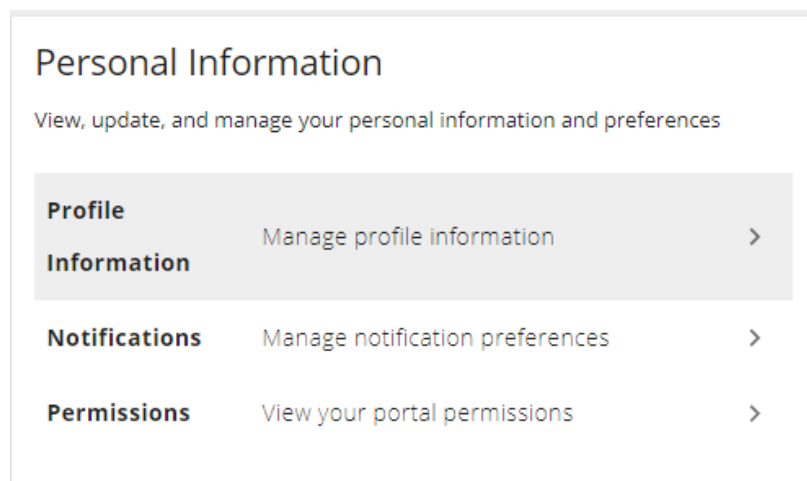 Personal Information
View, update, and manage your personal information and preferences
Profile
Information
Manage profile information
Notifications
Manage notification preferences
Permissions
View your portal permissions